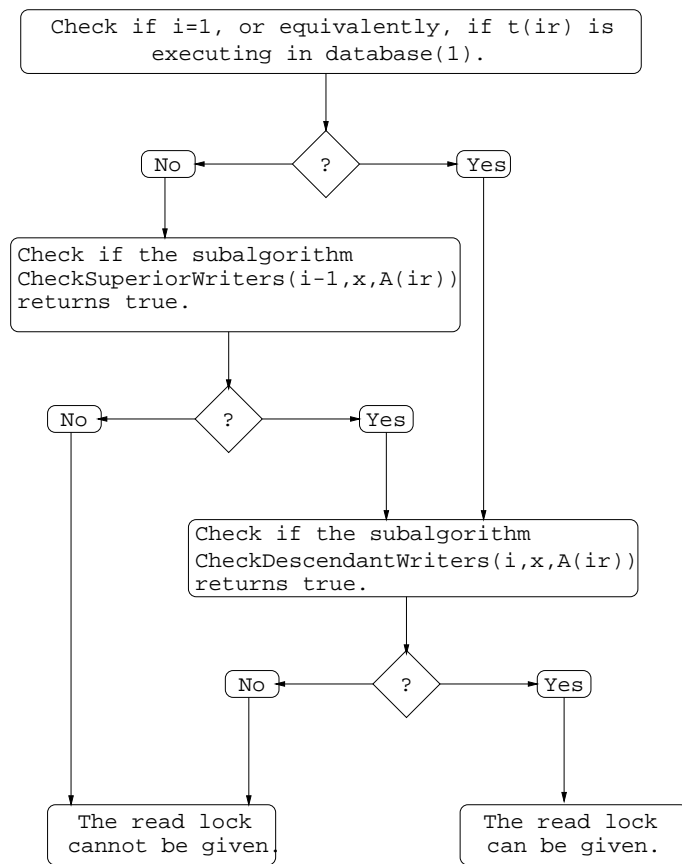 Check if i=1, or equivalently, if t(ir) is
executing in database(1).
No
?
Yes
Check if the subalgorithm
CheckSuperiorWriters(i-1,x,A(ir))
returns true.
No
?
Yes
Check if the subalgorithm
CheckDescendantWriters(i,x,A(ir))
returns true.
No
?
Yes
The read lock
cannot be given.
The read lock
can be given.